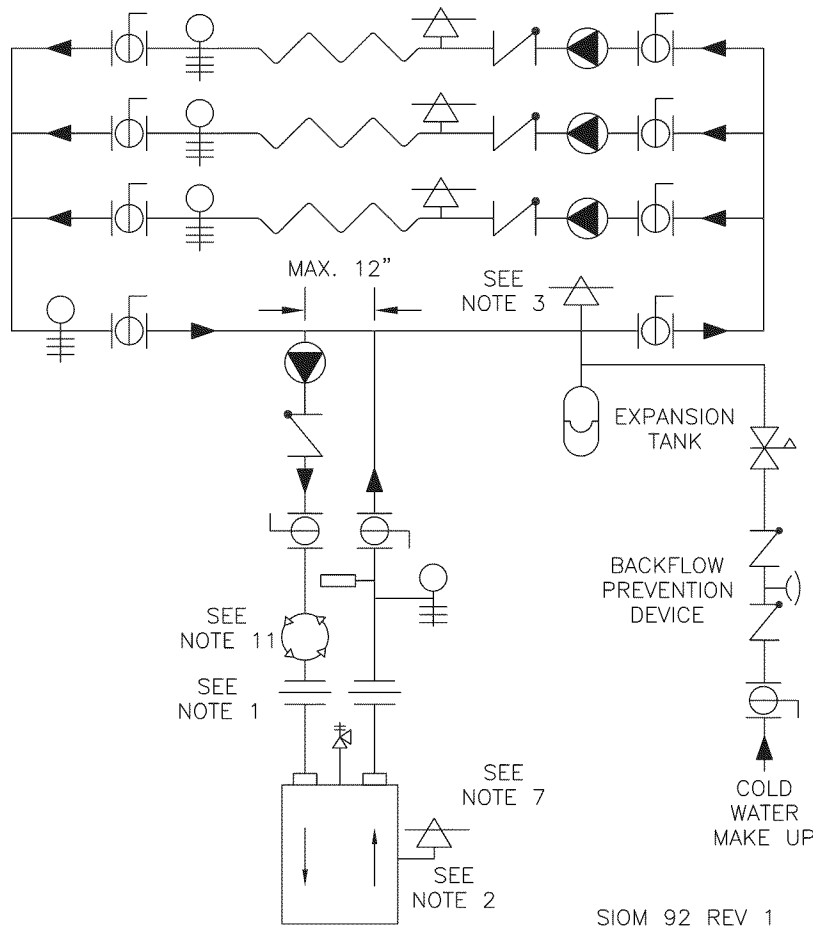 MAX. 12”
SEE
NOTE 3
EXPANSION
TANK
BACKFLOW
PREVENTION
DEVICE
SEE
NOTE 11
SEE
NOTE 1
SEE
NOTE 7
SEE
NOTE 2
COLD
WATER
MAKE UP
SIOM 92 REV 1